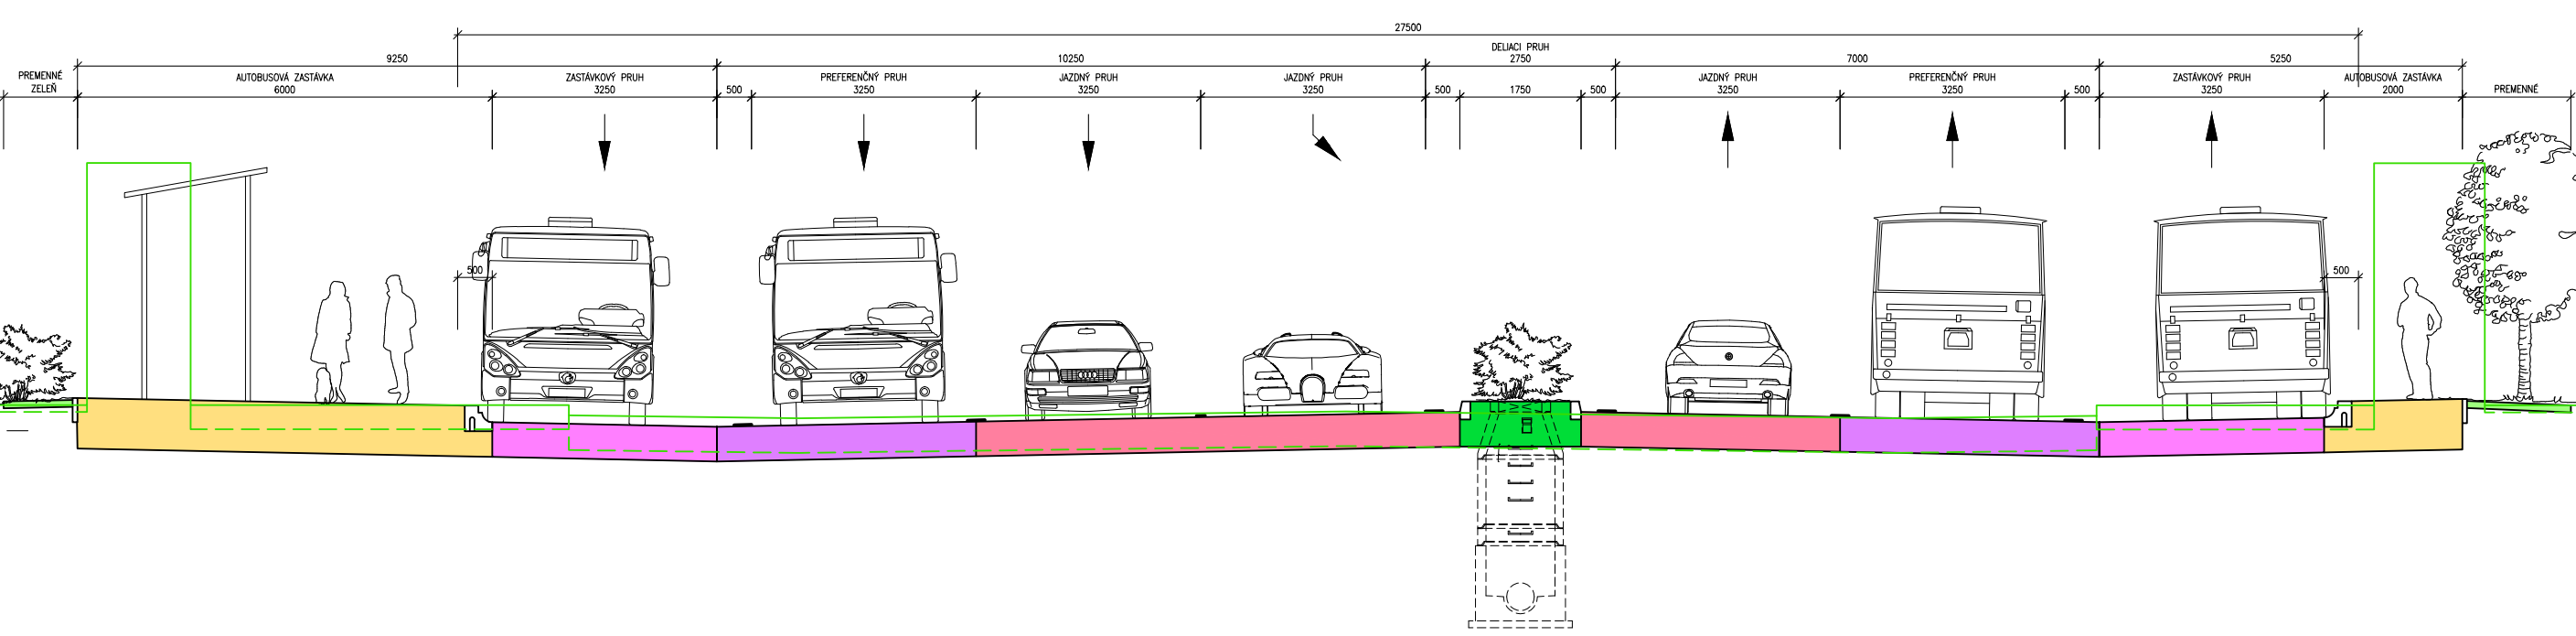 27500
DELIACI PRUH
9250 10250 2750 7000 5250
PREMENNÉ AUTOBUSOVÁ ZASTÁVKA ZASTÁVKOVÝ PRUH PREFERENČNÝ PRUH JAZDNÝ PRUH JAZDNÝ PRUH JAZDNÝ PRUH PREFERENČNÝ PRUH ZASTÁVKOVÝ PRUH AUTOBUSOVÁ ZASTÁVKA
ZELEŇ 6000 3250 500 3250 3250 3250 500 1750 500 3250 3250 500 3250 2000 PREMENNÉ
500 500